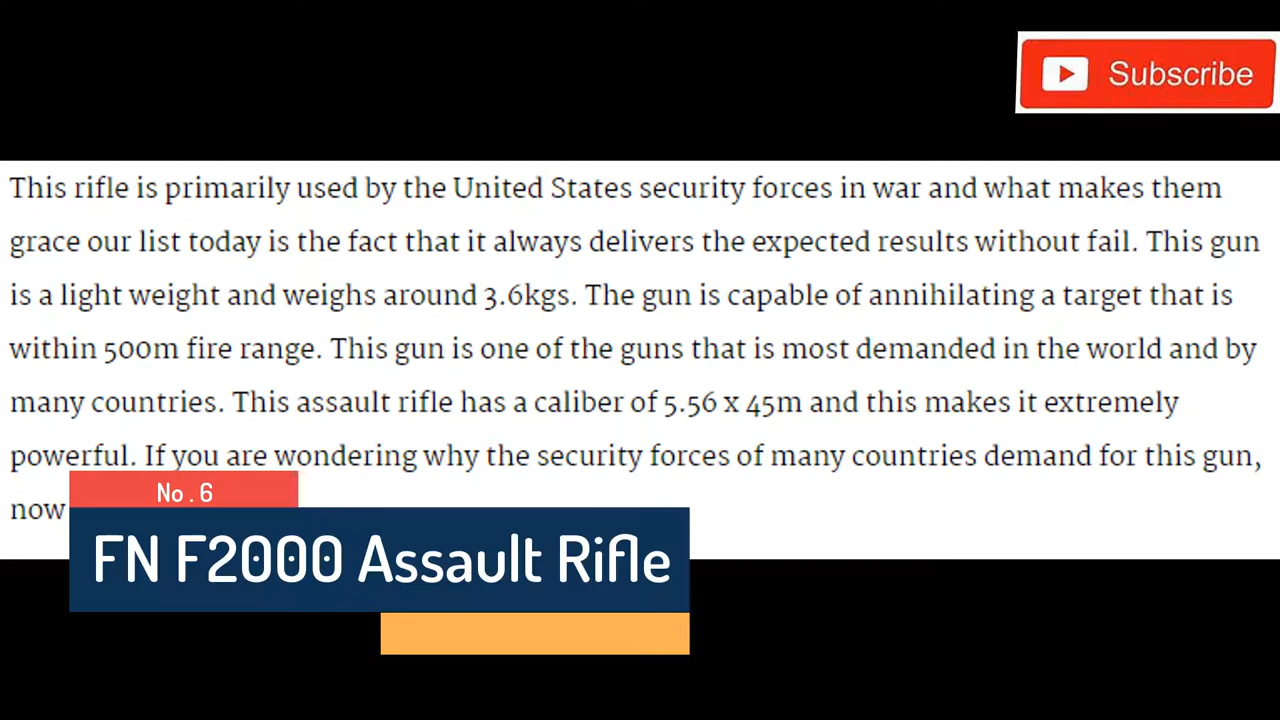 Subscribe
This rifle is primarily used by the United States security forces in war and what makes them
grace our list today is the fact that it always delivers the expected results without fail. This gun
is a light weight and weighs around 3.6kgs. The gun is capable of annihilating a target that is
within 500m fire range. This gun is one of the guns that is most demanded in the world and by
many countries. This assault rifle has a caliber of 5.56 x 45m and this makes it extremely
powerful. If you are wondering why the security forces of many countries demand for this gun,
now
No.6
FN F2000 Assault Rifle